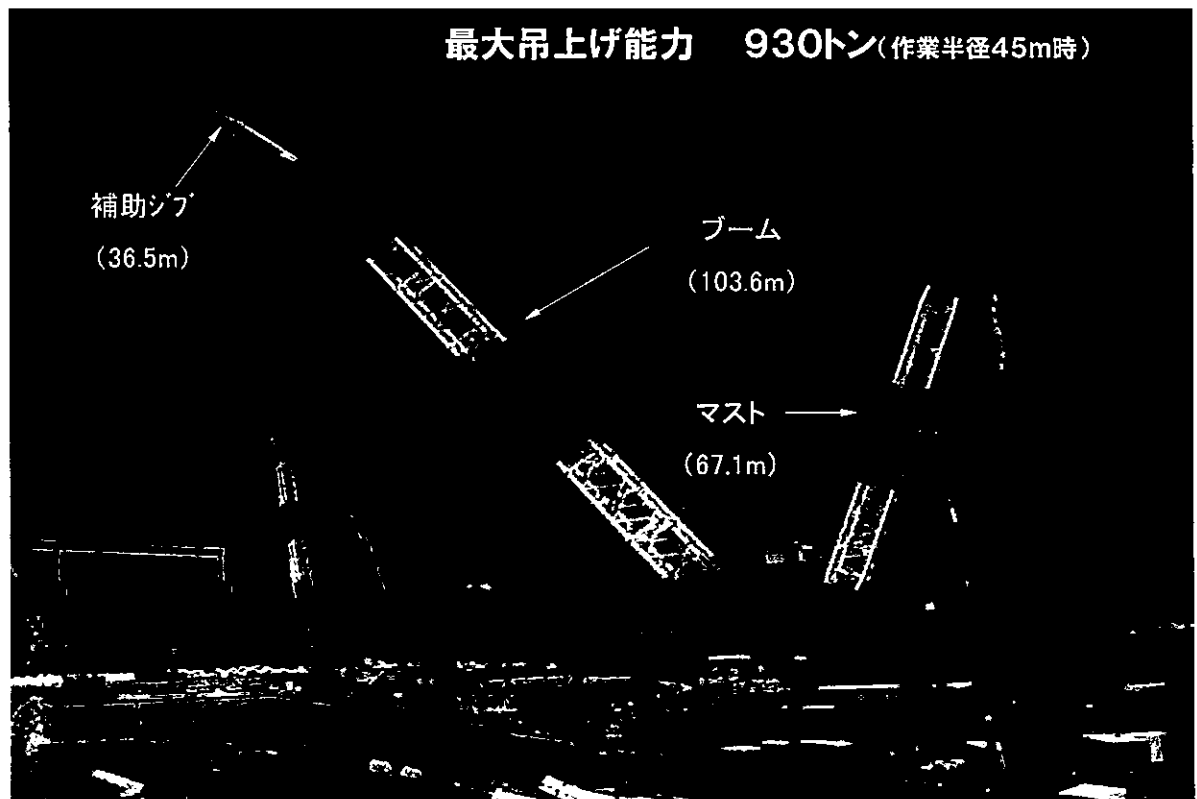 最大吊上げ能力 930トン(作業半径45m時)
補助ジブ
(36.5m)
ブーム
(103.6m)
マスト
(67.1m)